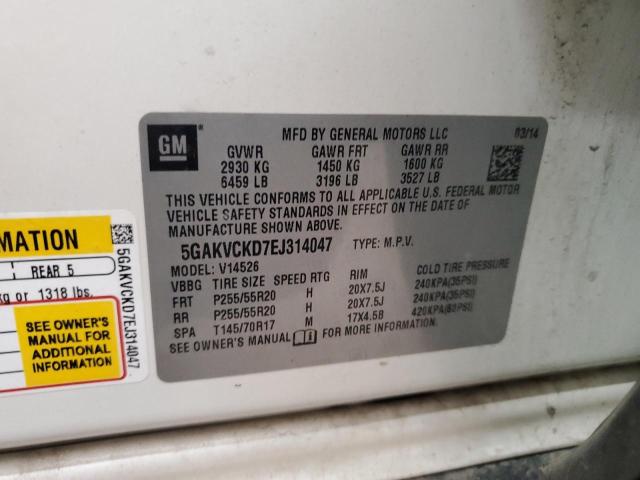 GM
MFD BY GENERAL MOTORS LLC 03/14
GVWR GAWR FRT GAWR RR
2930 KG 1450 KG 1600 KG
6459 LB 3196 LB 3527 LB
THIS VEHICLE CONFORMS TO ALL APPLICABLE U.S. FEDERAL MOTOR
VEHICLE SAFETY STANDARDS IN EFFECT ON THE DATE OF
MANUFACTURE SHOWN ABOVE.
5GAKVCKD7EJ314047 TYPE: M.P.V.
MODEL: V14526
VBBG TIRE SIZE SPEED RTG RIM COLD TIRE PRESSURE
FRT P255/55R20 H 20X7.5J 240KPA(35PSI)
RR P255/55R20 H 20X7.5J 240KPA(35PSI)
SPA T145/70R17 M 17X4.5B 420KPA(60PSI)
SEE OWNER'S MANUAL FOR MORE INFORMATION
RMATION
REAR 5
kg or 1318 lbs.
SEE OWNER'S
MANUAL FOR
ADDITIONAL
INFORMATION
5GAKVCKD7EJ314047